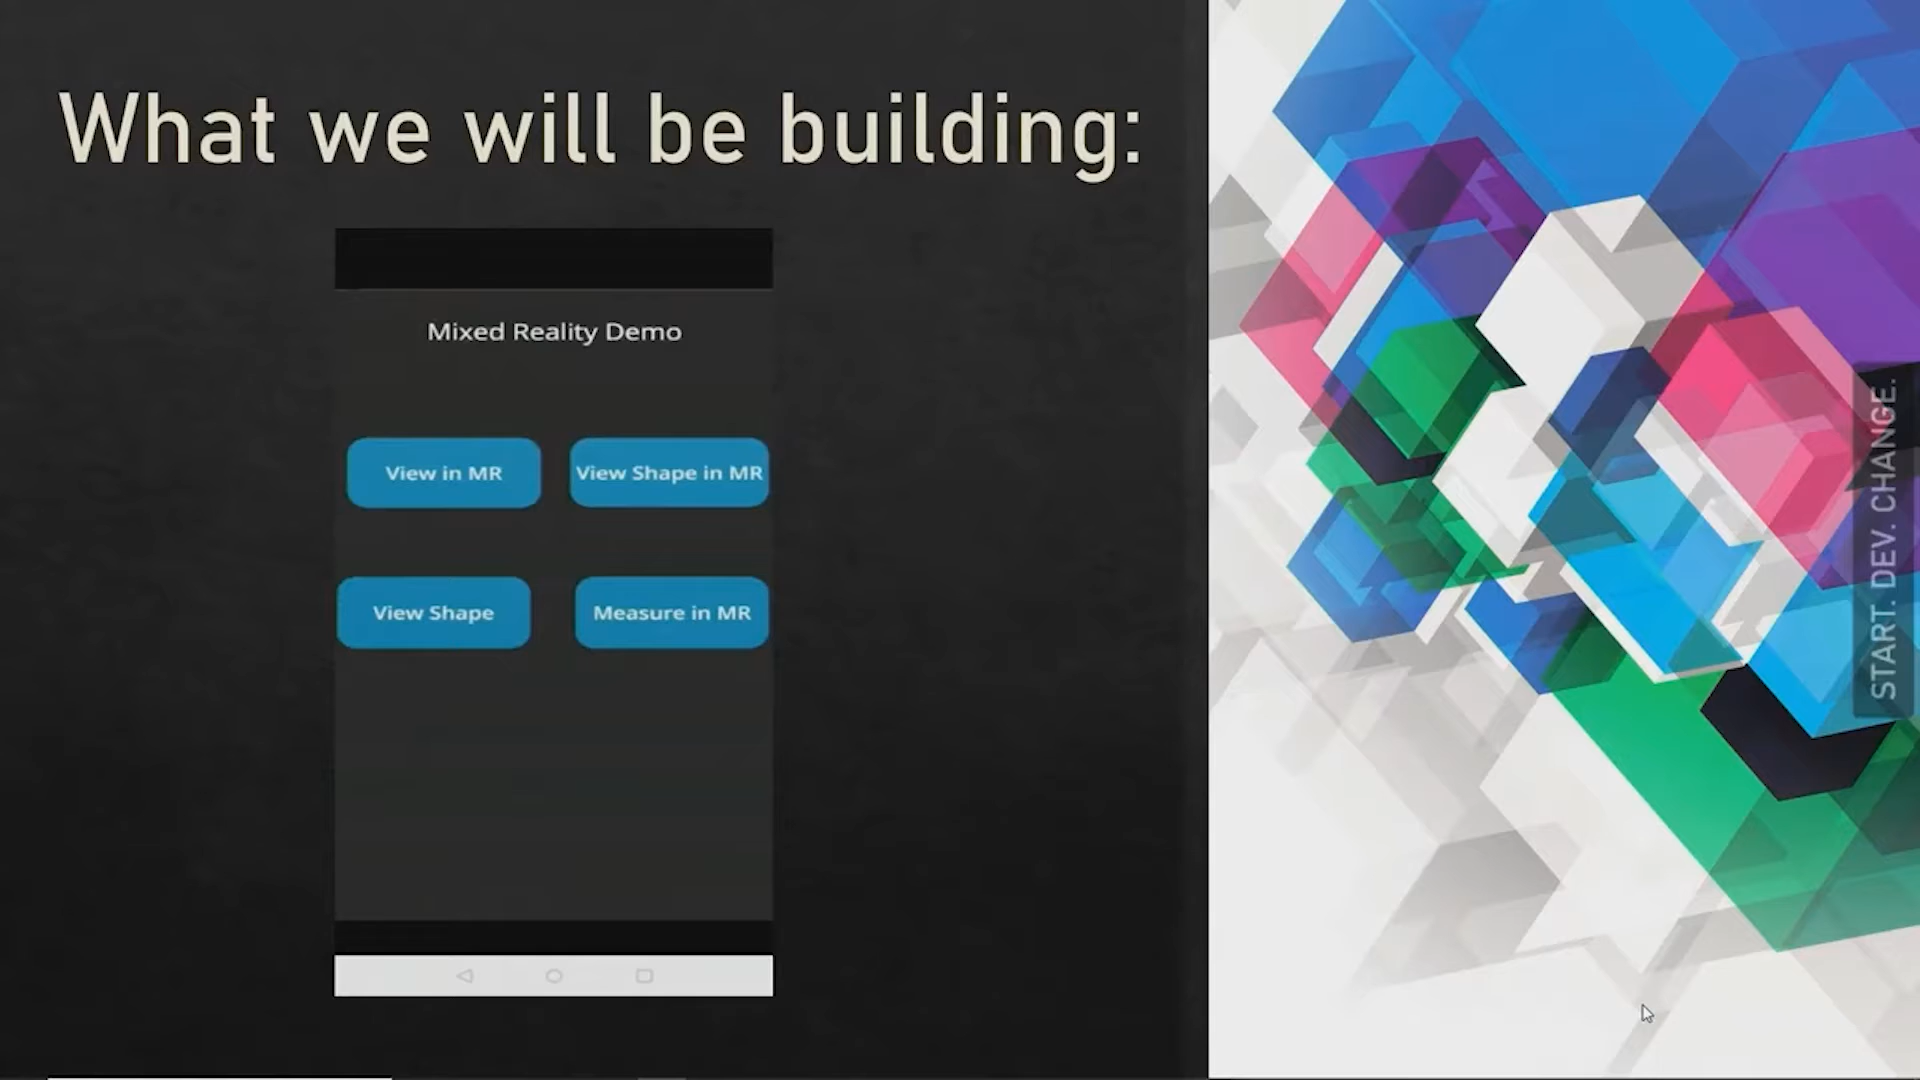 What we will be building:
Mixed Reality Demo
View in MR
View Shape in MR
View Shape
Measure in MR
START. DEV. CHANGE.